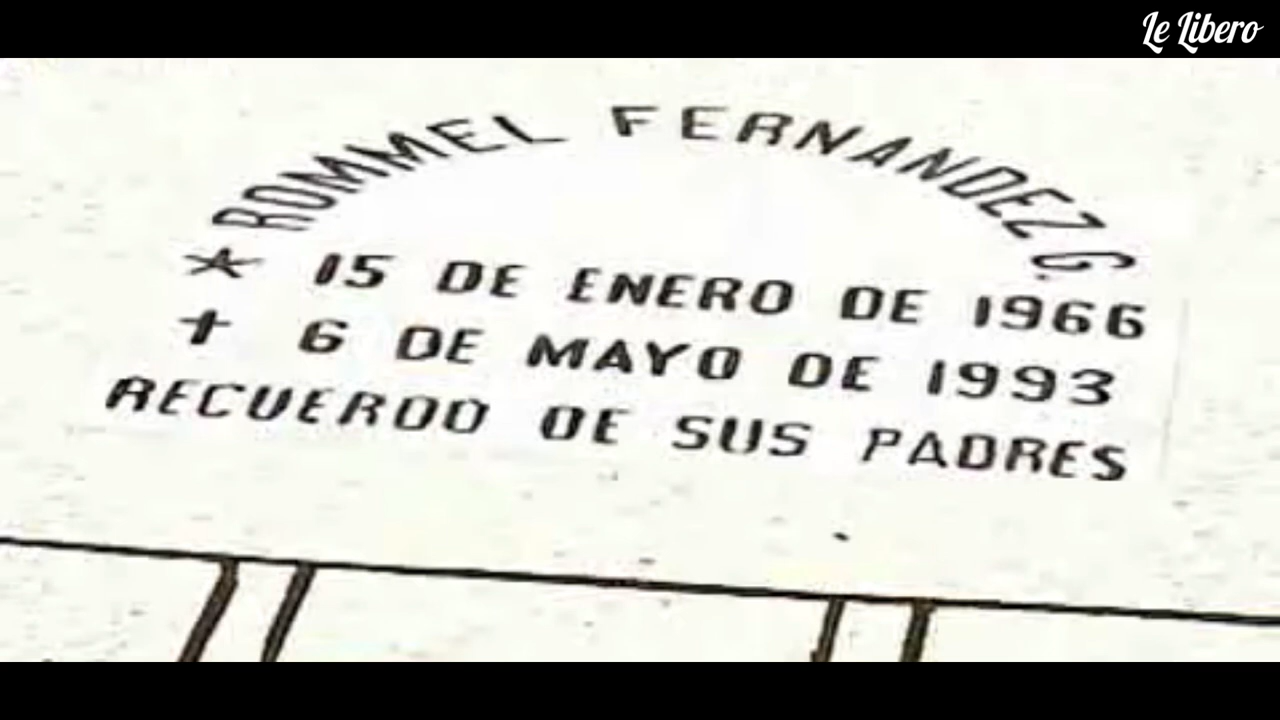 Le Libero
ROMMEL FERNANDEZ G.
* 15 DE ENERO DE 1966
† 6 DE MAYO DE 1993
RECUERDO DE SUS PADRES